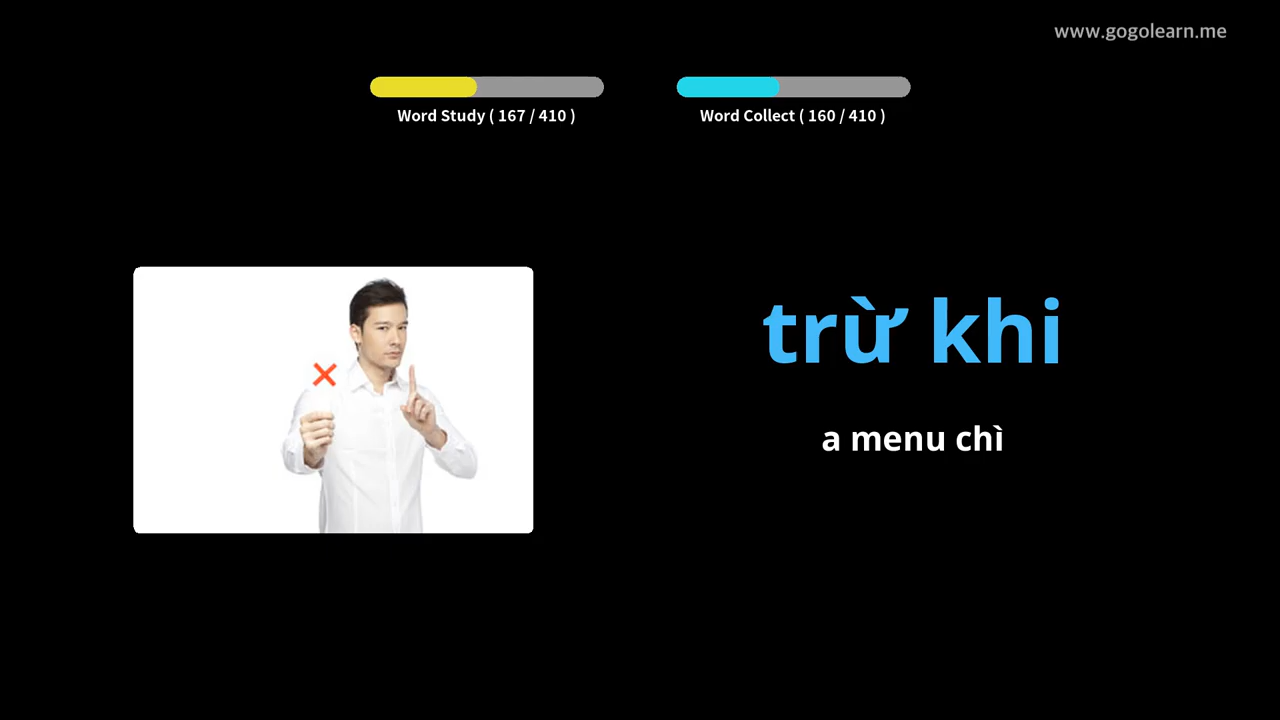 www.gogolearn.me
Word Study ( 167 / 410 )
Word Collect ( 160 / 410 )
trừ khi
a menu chì